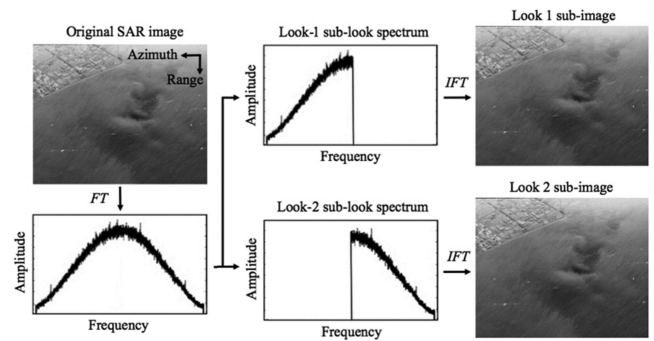 Original SAR image
Azimuth
Range
FT
Amplitude
Frequency
Look-1 sub-look spectrum
Amplitude
Frequency
IFT
Look 1 sub-image
Look-2 sub-look spectrum
Amplitude
Frequency
IFT
Look 2 sub-image